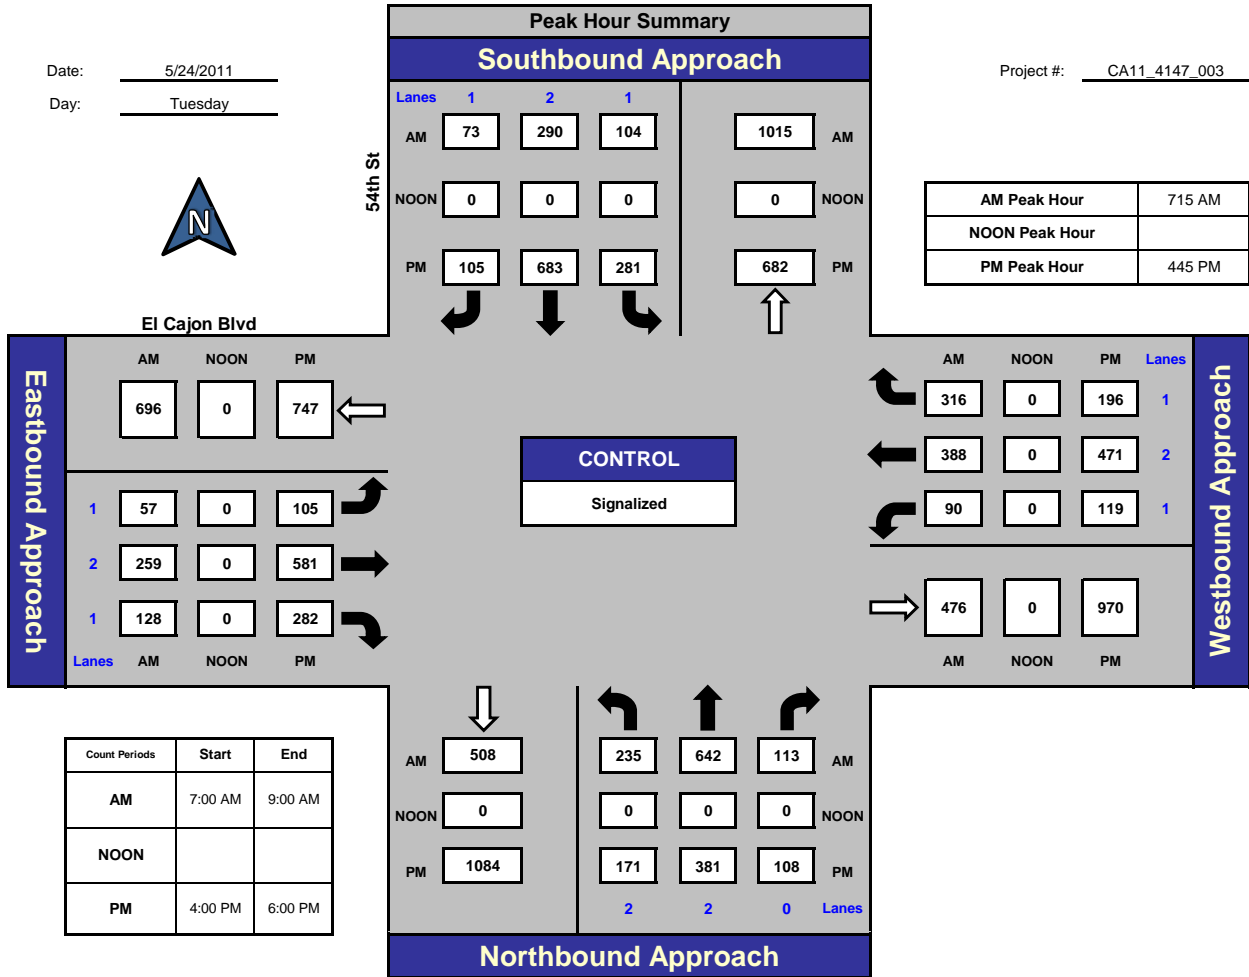 Peak Hour Summary
Southbound Approach
Date: 5/24/2011
Project #: CA11_4147_003
Day: Tuesday
Lanes 1 2 1
AM 73 290 104 1015 AM
54th St
NOON 0 0 0 0 NOON
PM 105 683 281 682 PM
N
AM Peak Hour 715 AM
NOON Peak Hour
PM Peak Hour 445 PM
El Cajon Blvd
Eastbound Approach
AM NOON PM
696 0 747
1 57 0 105
2 259 0 581
1 128 0 282
Lanes AM NOON PM
CONTROL
Signalized
AM NOON PM Lanes
316 0 196 1
388 0 471 2
90 0 119 1
476 0 970
AM NOON PM
Westbound Approach
Count Periods Start End
AM 7:00 AM 9:00 AM
NOON
PM 4:00 PM 6:00 PM
AM 508 235 642 113 AM
NOON 0 0 0 0 NOON
PM 1084 171 381 108 PM
2 2 0 Lanes
Northbound Approach